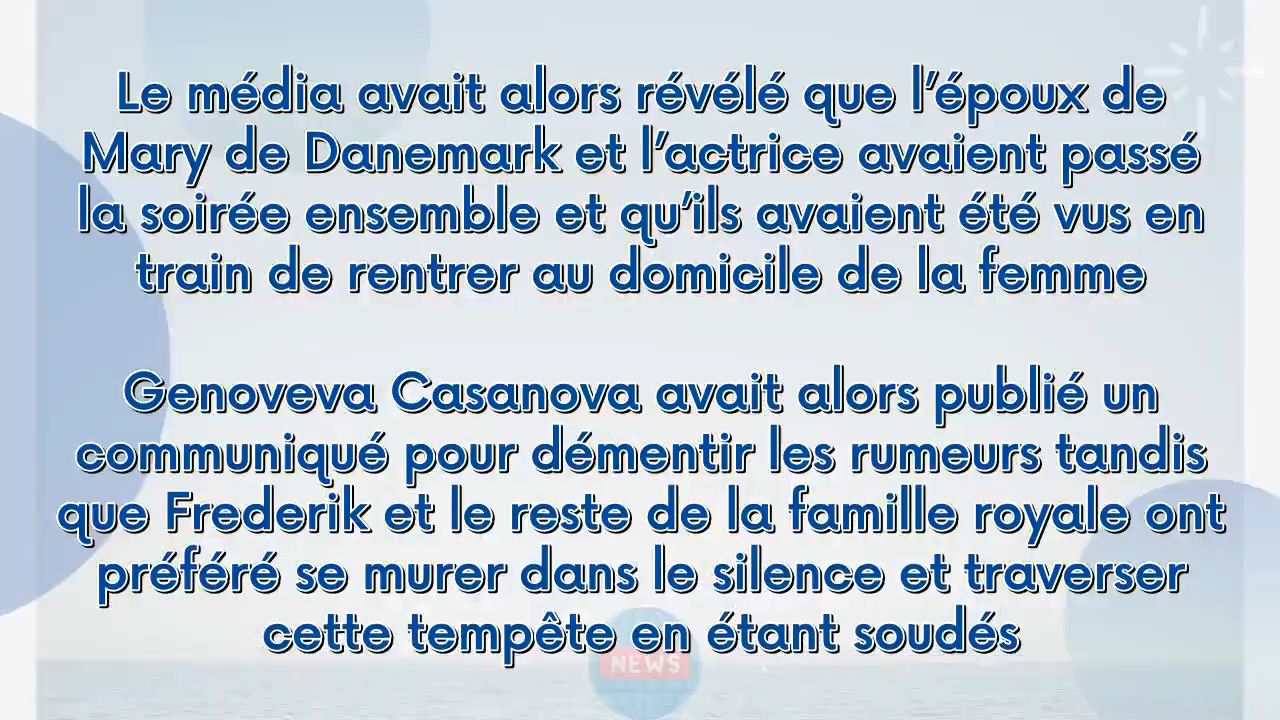 Le média avait alors révélé que l’époux de
Mary de Danemark et l’actrice avaient passé
la soirée ensemble et qu’ils avaient été vus en
train de rentrer au domicile de la femme
Genoveva Casanova avait alors publié un
communiqué pour démentir les rumeurs tandis
que Frederik et le reste de la famille royale ont
préféré se murer dans le silence et traverser
cette tempête en étant soudés
NEWS